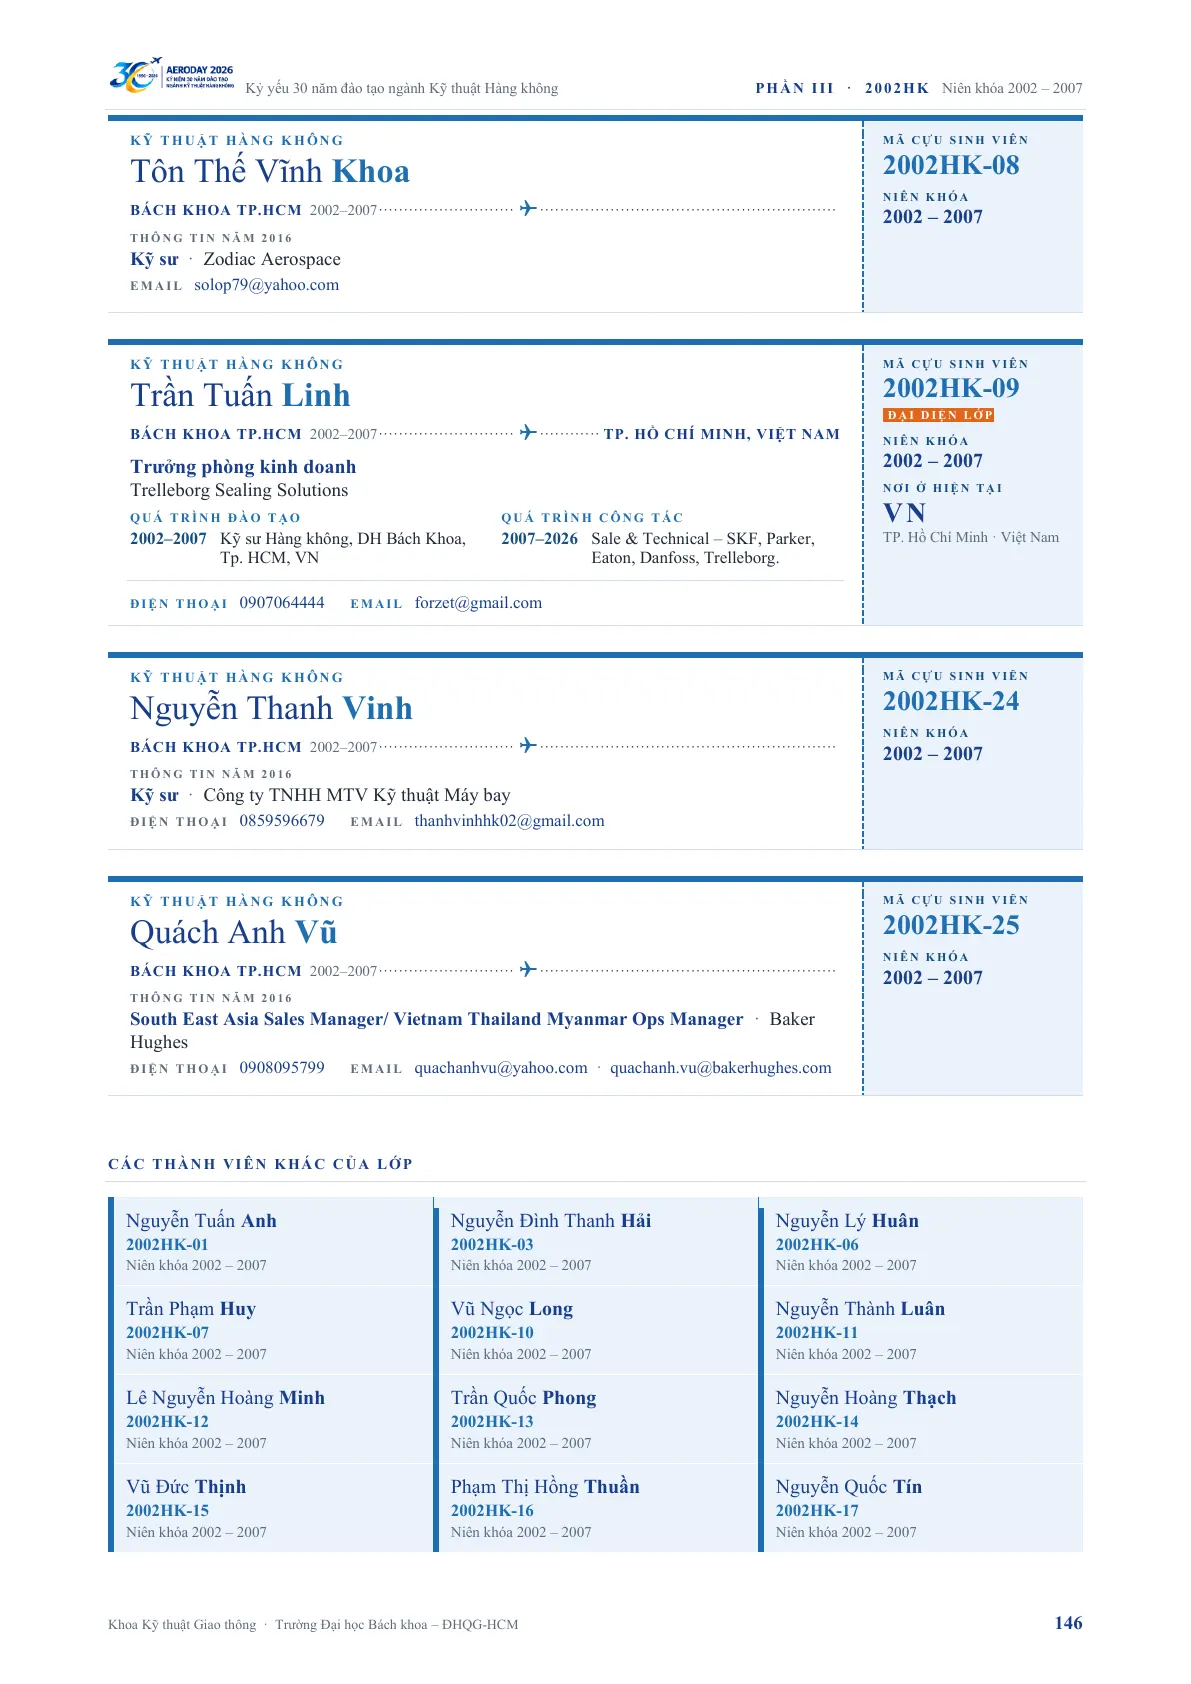 AERODAY 2026
KỶ NIỆM 30 NĂM ĐÀO TẠO
NGÀNH KỸ THUẬT HÀNG KHÔNG
Kỷ yếu 30 năm đào tạo ngành Kỹ thuật Hàng không
PHẦN III · 2002HK Niên khóa 2002 – 2007
KỸ THUẬT HÀNG KHÔNG
Tôn Thế Vĩnh Khoa
BÁCH KHOA TP.HCM 2002–2007
THÔNG TIN NĂM 2016
Kỹ sư · Zodiac Aerospace
EMAIL solop79@yahoo.com
MÃ CỰU SINH VIÊN
2002HK-08
NIÊN KHÓA
2002 – 2007
KỸ THUẬT HÀNG KHÔNG
Trần Tuấn Linh
BÁCH KHOA TP.HCM 2002–2007 TP. HỒ CHÍ MINH, VIỆT NAM
Trưởng phòng kinh doanh
Trelleborg Sealing Solutions
QUÁ TRÌNH ĐÀO TẠO
2002–2007 Kỹ sư Hàng không, DH Bách Khoa,
Tp. HCM, VN
QUÁ TRÌNH CÔNG TÁC
2007–2026 Sale & Technical – SKF, Parker,
Eaton, Danfoss, Trelleborg.
ĐIỆN THOẠI 0907064444 EMAIL forzet@gmail.com
MÃ CỰU SINH VIÊN
2002HK-09
ĐẠI DIỆN LỚP
NIÊN KHÓA
2002 – 2007
NƠI Ở HIỆN TẠI
VN
TP. Hồ Chí Minh · Việt Nam
KỸ THUẬT HÀNG KHÔNG
Nguyễn Thanh Vinh
BÁCH KHOA TP.HCM 2002–2007
THÔNG TIN NĂM 2016
Kỹ sư · Công ty TNHH MTV Kỹ thuật Máy bay
ĐIỆN THOẠI 0859596679 EMAIL thanhvinhhk02@gmail.com
MÃ CỰU SINH VIÊN
2002HK-24
NIÊN KHÓA
2002 – 2007
KỸ THUẬT HÀNG KHÔNG
Quách Anh Vũ
BÁCH KHOA TP.HCM 2002–2007
THÔNG TIN NĂM 2016
South East Asia Sales Manager/ Vietnam Thailand Myanmar Ops Manager · Baker
Hughes
ĐIỆN THOẠI 0908095799 EMAIL quachanhvu@yahoo.com · quachanh.vu@bakerhughes.com
MÃ CỰU SINH VIÊN
2002HK-25
NIÊN KHÓA
2002 – 2007
CÁC THÀNH VIÊN KHÁC CỦA LỚP
Nguyễn Tuấn Anh
2002HK-01
Niên khóa 2002 – 2007
Nguyễn Đình Thanh Hải
2002HK-03
Niên khóa 2002 – 2007
Nguyễn Lý Huân
2002HK-06
Niên khóa 2002 – 2007
Trần Phạm Huy
2002HK-07
Niên khóa 2002 – 2007
Vũ Ngọc Long
2002HK-10
Niên khóa 2002 – 2007
Nguyễn Thành Luân
2002HK-11
Niên khóa 2002 – 2007
Lê Nguyễn Hoàng Minh
2002HK-12
Niên khóa 2002 – 2007
Trần Quốc Phong
2002HK-13
Niên khóa 2002 – 2007
Nguyễn Hoàng Thạch
2002HK-14
Niên khóa 2002 – 2007
Vũ Đức Thịnh
2002HK-15
Niên khóa 2002 – 2007
Phạm Thị Hồng Thuần
2002HK-16
Niên khóa 2002 – 2007
Nguyễn Quốc Tín
2002HK-17
Niên khóa 2002 – 2007
Khoa Kỹ thuật Giao thông · Trường Đại học Bách khoa – ĐHQG-HCM
146